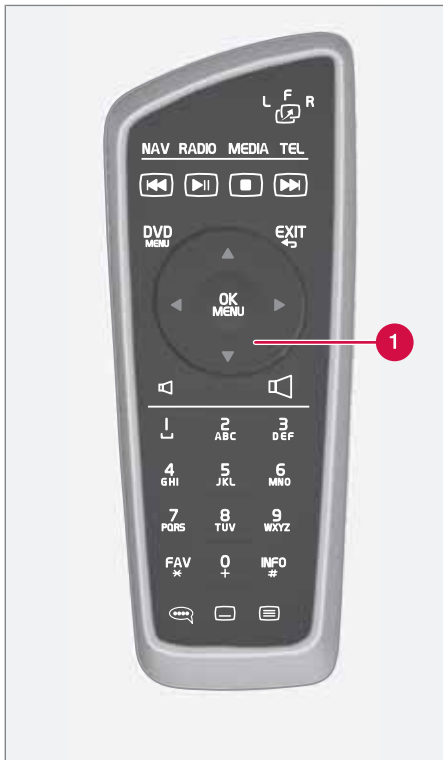 L F R
NAV RADIO MEDIA TEL
DVD EXIT
MENU
OK
MENU
1
1 2 3
ABC DEF
4 5 6
GHI JKL MNO
7 8 9
PQRS TUV WXYZ
FAV 0 INFO
* + #